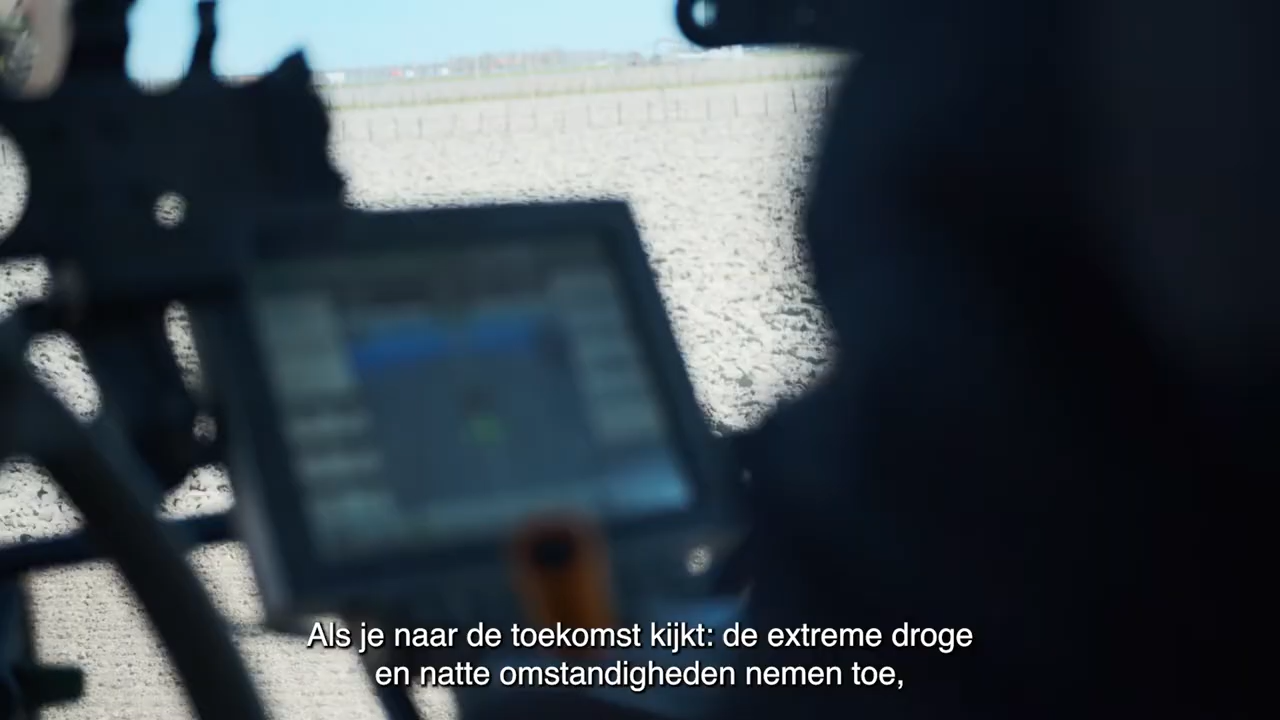 Als je naar de toekomst kijkt: de extreme droge
en natte omstandigheden nemen toe,